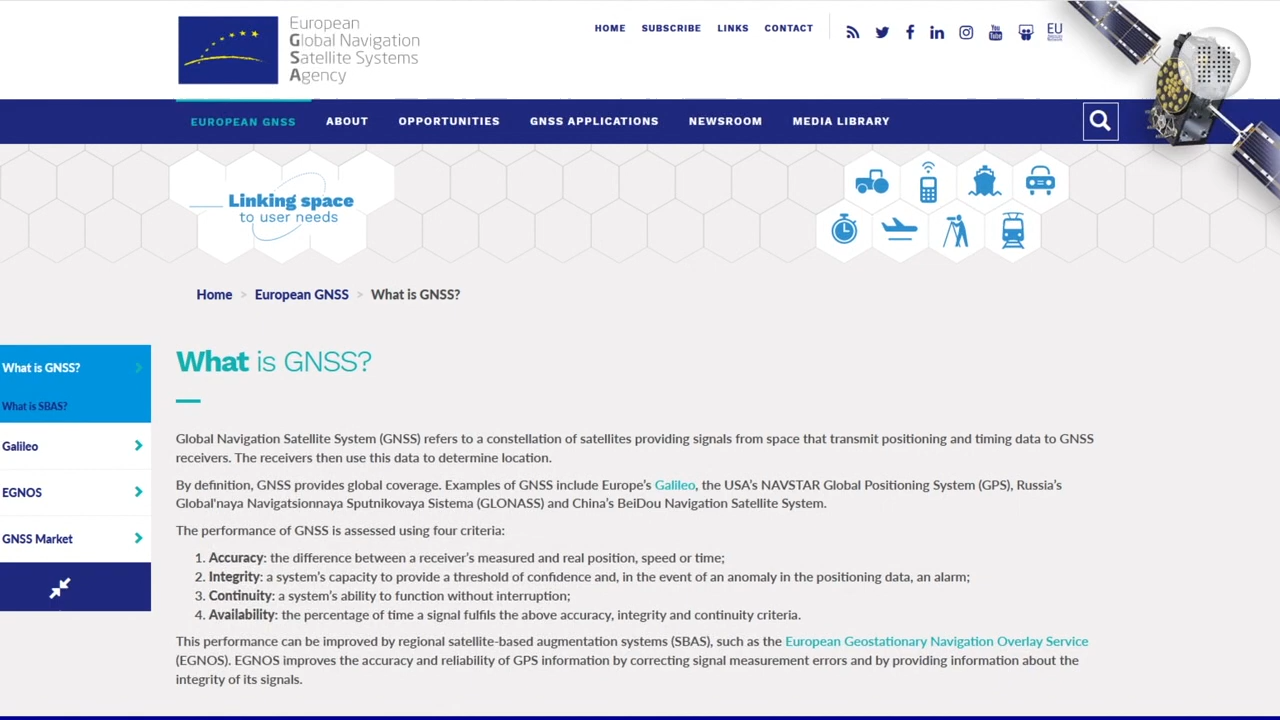 European
Global Navigation
Satellite Systems
Agency
HOME SUBSCRIBE LINKS CONTACT
You
Tube
EU
EUROPEAN GNSS ABOUT OPPORTUNITIES GNSS APPLICATIONS NEWSROOM MEDIA LIBRARY
Linking space
to user needs
Home > European GNSS > What is GNSS?
What is GNSS?
What is SBAS?
Galileo
EGNOS
GNSS Market
What is GNSS?
Global Navigation Satellite System (GNSS) refers to a constellation of satellites providing signals from space that transmit positioning and timing data to GNSS
receivers. The receivers then use this data to determine location.
By definition, GNSS provides global coverage. Examples of GNSS include Europe’s Galileo, the USA’s NAVSTAR Global Positioning System (GPS), Russia’s
Global'naya Navigatsionnaya Sputnikovaya Sistema (GLONASS) and China’s BeiDou Navigation Satellite System.
The performance of GNSS is assessed using four criteria:
1. Accuracy: the difference between a receiver’s measured and real position, speed or time;
2. Integrity: a system’s capacity to provide a threshold of confidence and, in the event of an anomaly in the positioning data, an alarm;
3. Continuity: a system’s ability to function without interruption;
4. Availability: the percentage of time a signal fulfils the above accuracy, integrity and continuity criteria.
This performance can be improved by regional satellite-based augmentation systems (SBAS), such as the European Geostationary Navigation Overlay Service
(EGNOS). EGNOS improves the accuracy and reliability of GPS information by correcting signal measurement errors and by providing information about the
integrity of its signals.